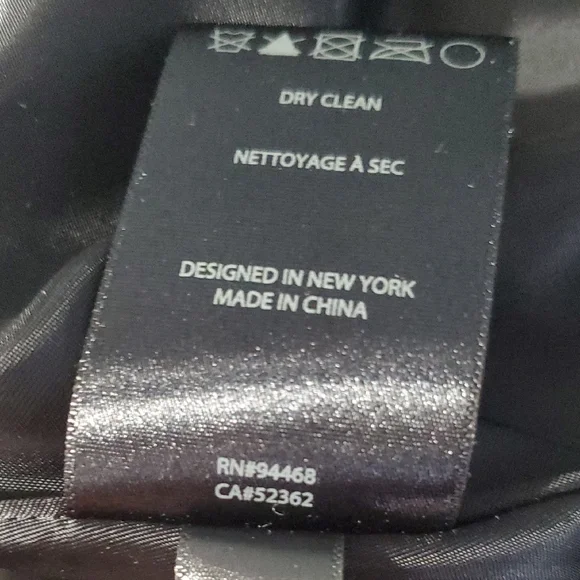 DRY CLEAN
NETTOYAGE À SEC
DESIGNED IN NEW YORK
MADE IN CHINA
RN#94468
CA#52362